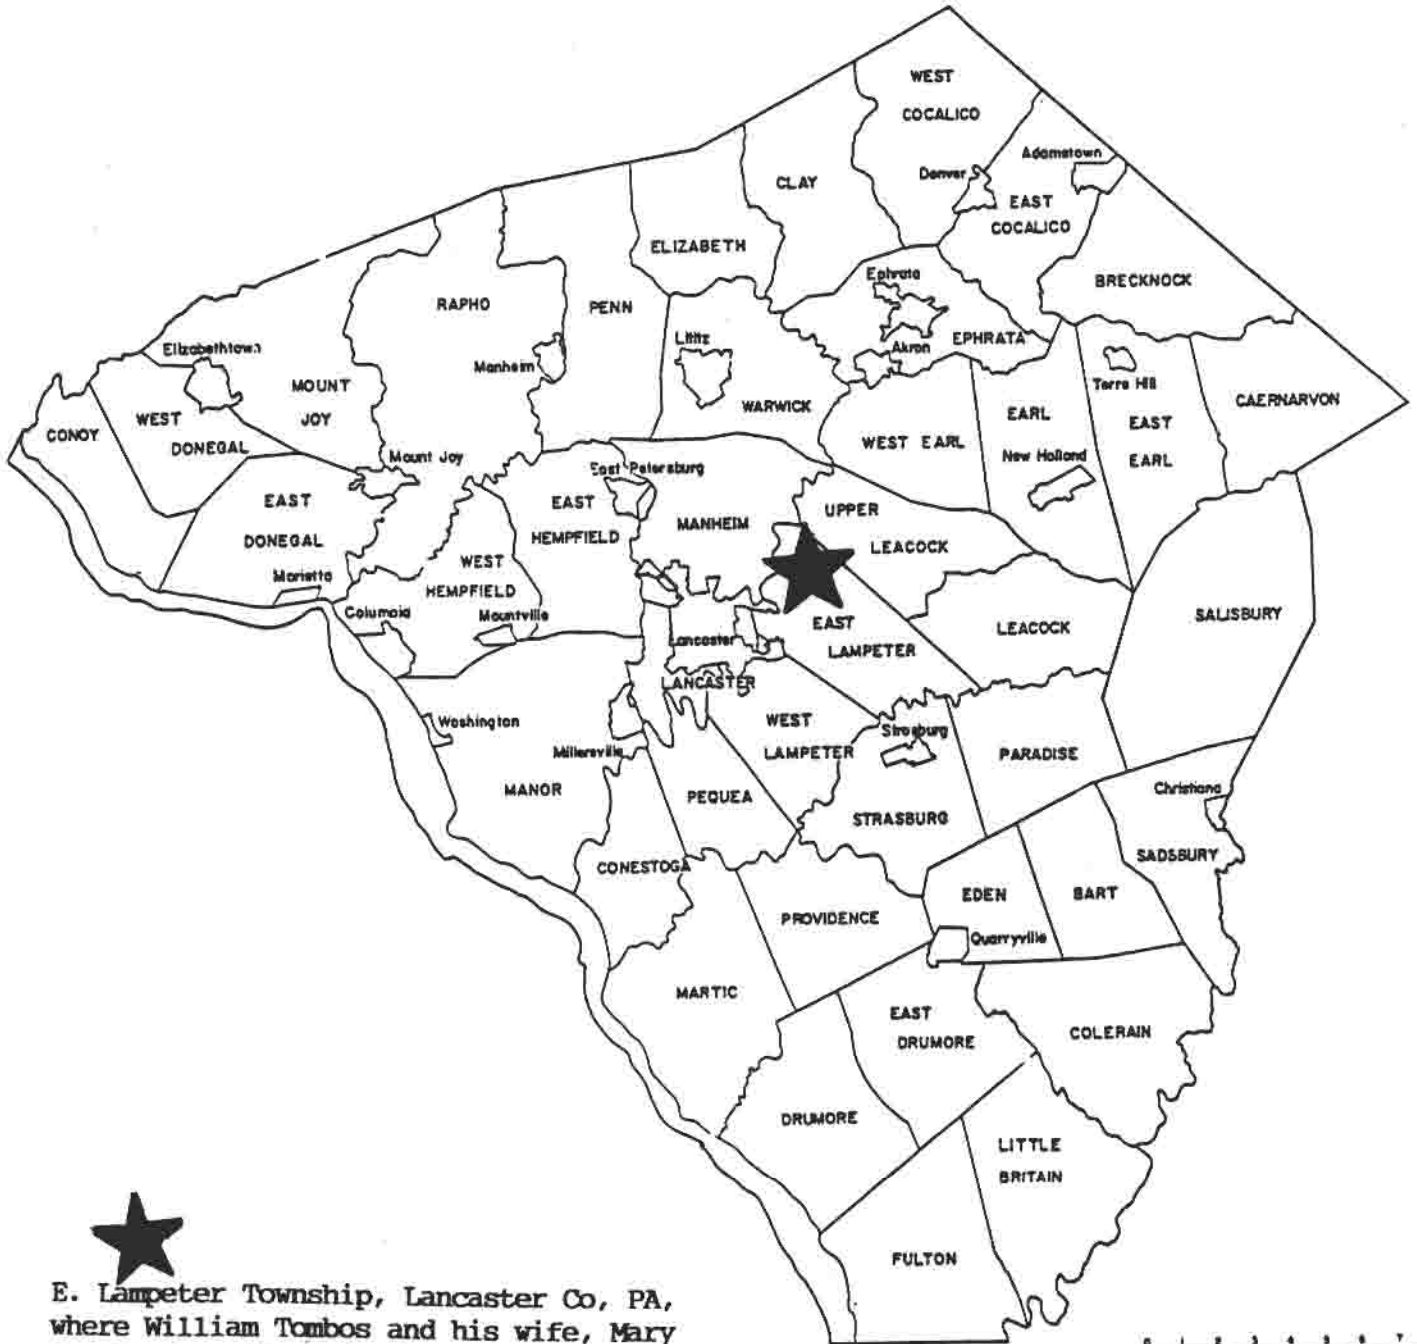 WEST
COCALICO
Adamstown
Denver
CLAY
EAST
COCALICO
ELIZABETH
Ephrata
BRECKNOCK
RAPHO
PENN
Lititz
Akron
EPHRATA
Elizabethtown
Manheim
Terre Hill
MOUNT
JOY
WARWICK
EARL
CAERNARVON
WEST
DONEGAL
CONOY
WEST EARL
EAST
EARL
New Holland
Mount Joy
East Petersburg
EAST
DONEGAL
EAST
HEMPFIELD
MANHEIM
UPPER
LEACOCK
WEST
HEMPFIELD
Marietta
Columbia
Mountville
Lancaster
EAST
LAMPETER
LEACOCK
SALISBURY
LANCASTER
Washington
Millersville
WEST
LAMPETER
Strasburg
PARADISE
MANOR
PEQUEA
STRASBURG
Christiana
CONESTOGA
SADSBURY
EDEN
BART
PROVIDENCE
Quarryville
MARTIC
EAST
DRUMORE
COLERAIN
DRUMORE
LITTLE
BRITAIN
FULTON
E. Lampeter Township, Lancaster Co, PA,
where William Tombos and his wife, Mary